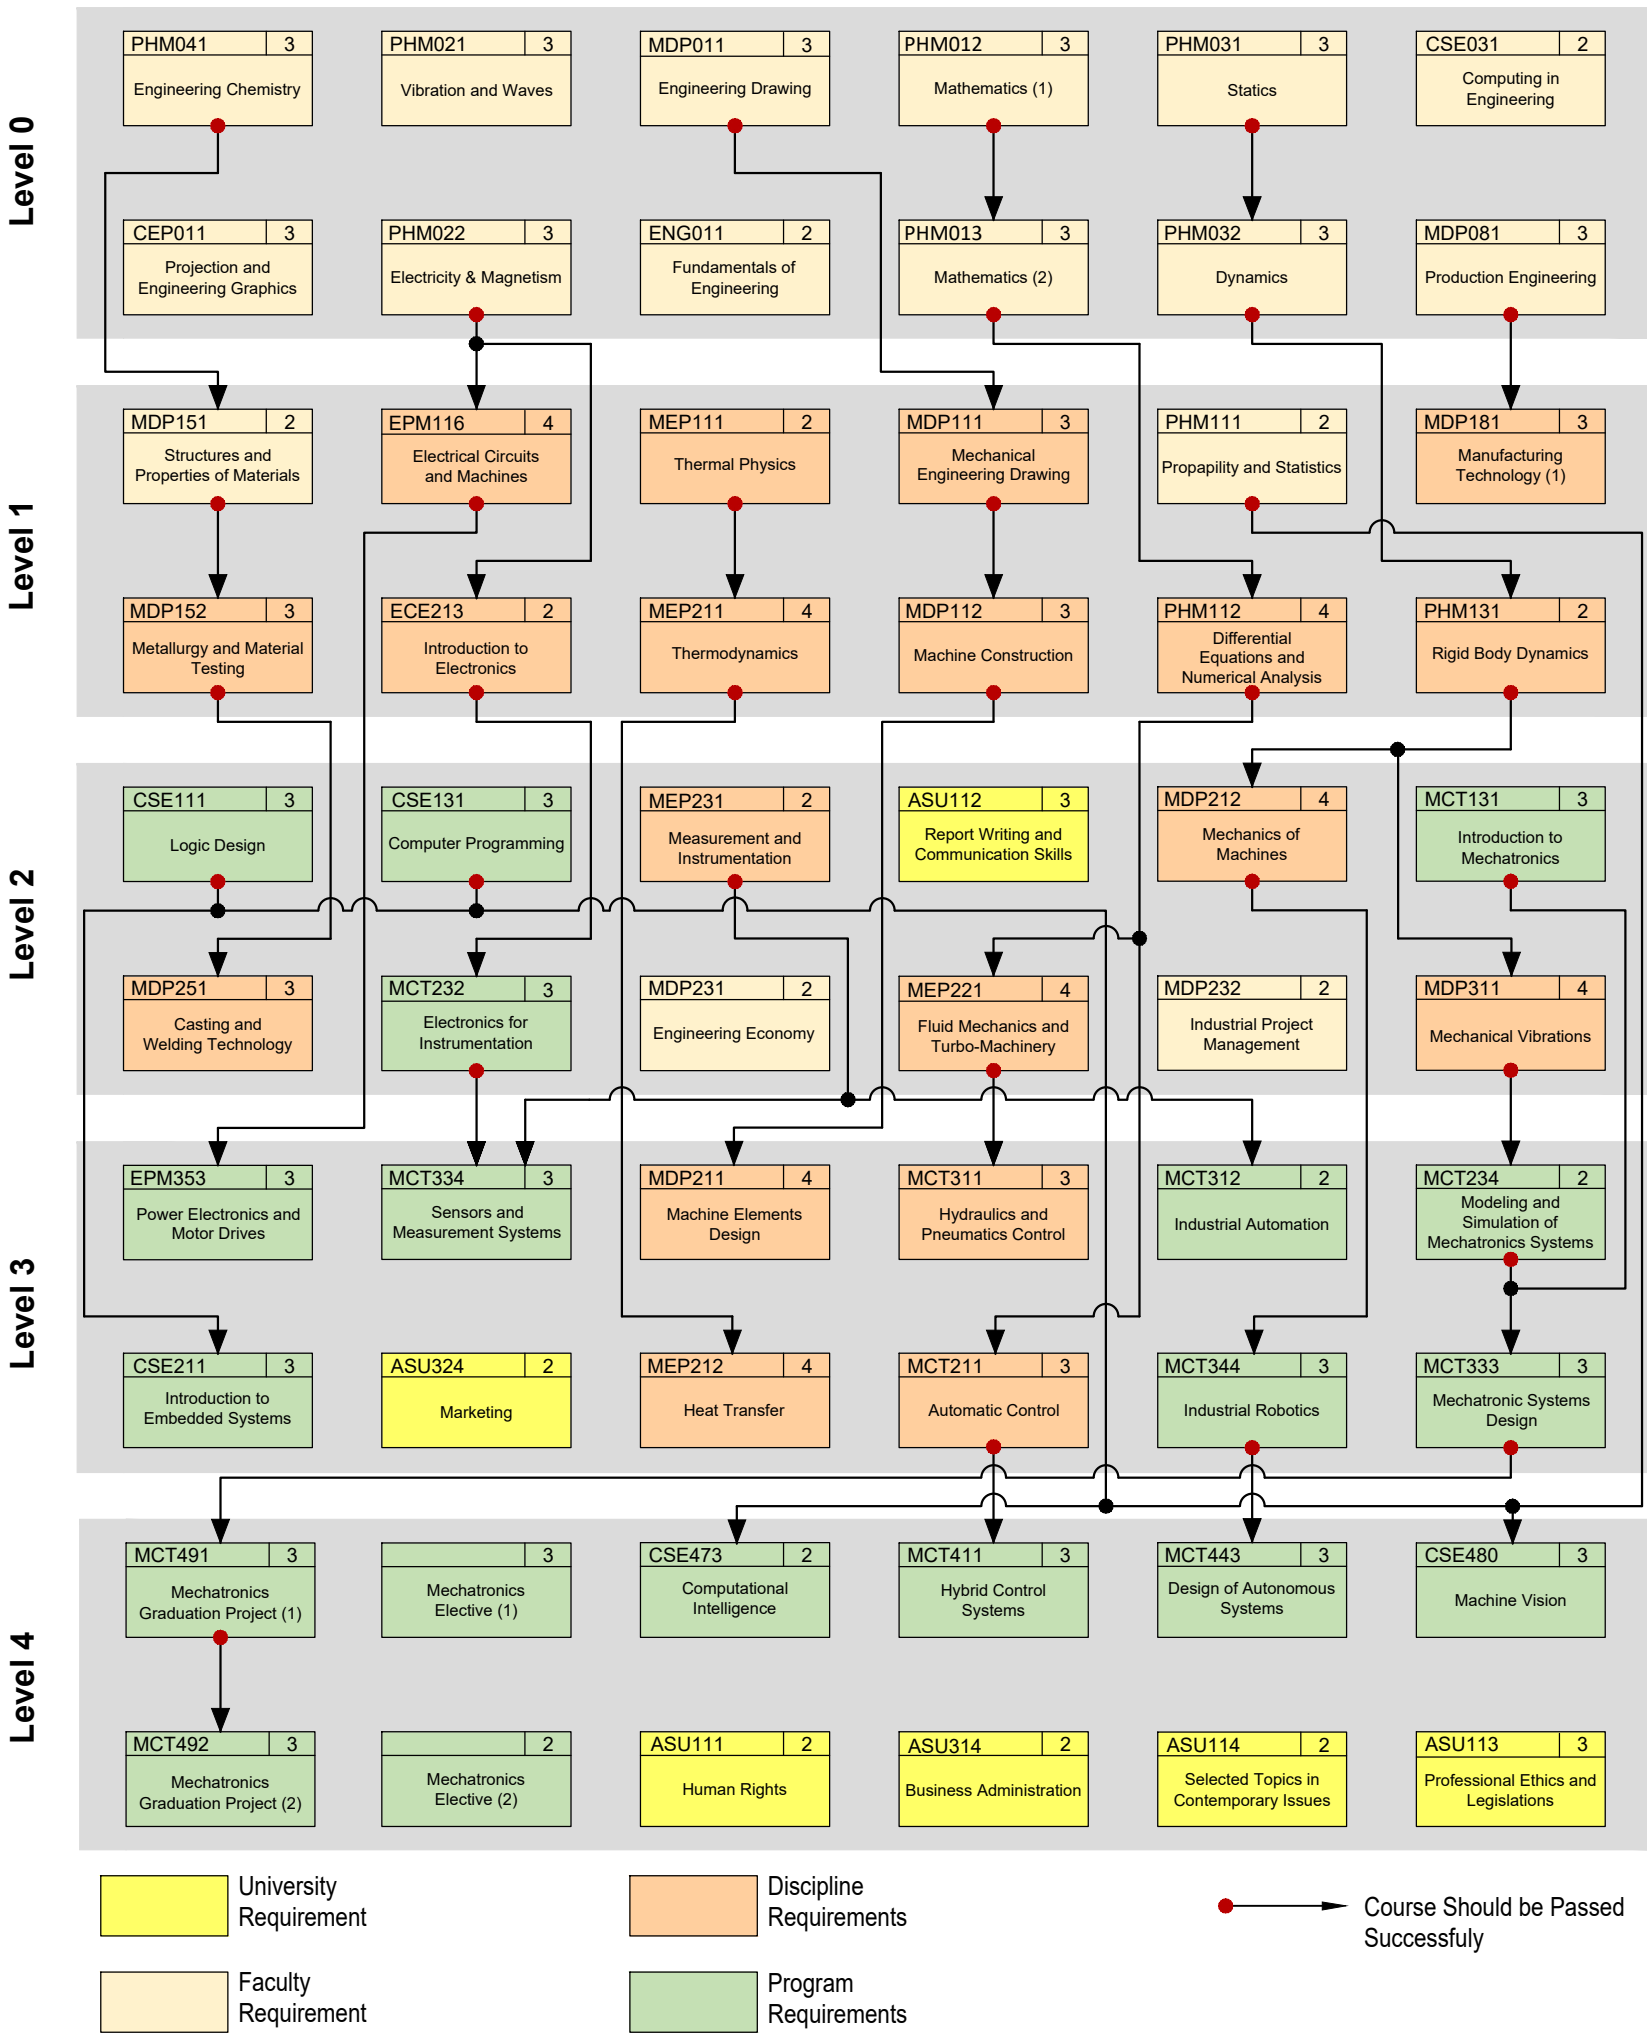 Level 0
PHM041 3
Engineering Chemistry
PHM021 3
Vibration and Waves
MDP011 3
Engineering Drawing
PHM012 3
Mathematics (1)
PHM031 3
Statics
CSE031 2
Computing in
Engineering
CEP011 3
Projection and
Engineering Graphics
PHM022 3
Electricity & Magnetism
ENG011 2
Fundamentals of
Engineering
PHM013 3
Mathematics (2)
PHM032 3
Dynamics
MDP081 3
Production Engineering
Level 1
MDP151 2
Structures and
Properties of Materials
EPM116 4
Electrical Circuits
and Machines
MEP111 2
Thermal Physics
MDP111 3
Mechanical
Engineering Drawing
PHM111 2
Propapility and Statistics
MDP181 3
Manufacturing
Technology (1)
MDP152 3
Metallurgy and Material
Testing
ECE213 2
Introduction to
Electronics
MEP211 4
Thermodynamics
MDP112 3
Machine Construction
PHM112 4
Differential
Equations and
Numerical Analysis
PHM131 2
Rigid Body Dynamics
Level 2
CSE111 3
Logic Design
CSE131 3
Computer Programming
MEP231 2
Measurement and
Instrumentation
ASU112 3
Report Writing and
Communication Skills
MDP212 4
Mechanics of
Machines
MCT131 3
Introduction to
Mechatronics
MDP251 3
Casting and
Welding Technology
MCT232 3
Electronics for
Instrumentation
MDP231 2
Engineering Economy
MEP221 4
Fluid Mechanics and
Turbo-Machinery
MDP232 2
Industrial Project
Management
MDP311 4
Mechanical Vibrations
Level 3
EPM353 3
Power Electronics and
Motor Drives
MCT334 3
Sensors and
Measurement Systems
MDP211 4
Machine Elements
Design
MCT311 3
Hydraulics and
Pneumatics Control
MCT312 2
Industrial Automation
MCT234 2
Modeling and
Simulation of
Mechatronics Systems
CSE211 3
Introduction to
Embedded Systems
ASU324 2
Marketing
MEP212 4
Heat Transfer
MCT211 3
Automatic Control
MCT344 3
Industrial Robotics
MCT333 3
Mechatronic Systems
Design
Level 4
MCT491 3
Mechatronics
Graduation Project (1)
3
Mechatronics
Elective (1)
CSE473 2
Computational
Intelligence
MCT411 3
Hybrid Control
Systems
MCT443 3
Design of Autonomous
Systems
CSE480 3
Machine Vision
MCT492 3
Mechatronics
Graduation Project (2)
2
Mechatronics
Elective (2)
ASU111 2
Human Rights
ASU314 2
Business Administration
ASU114 2
Selected Topics in
Contemporary Issues
ASU113 3
Professional Ethics and
Legislations
University
Requirement
Discipline
Requirements
Course Should be Passed
Successfuly
Faculty
Requirement
Program
Requirements